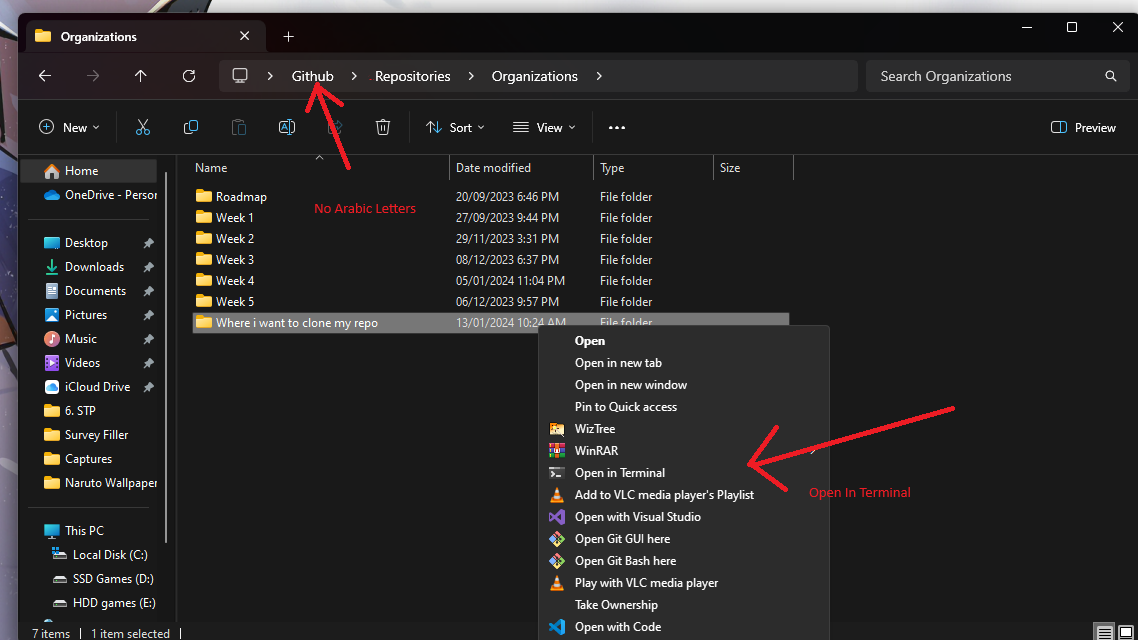 Organizations
Github
Repositories
Organizations
Search Organizations
New
Sort
View
Preview
Name
Date modified
Type
Size
Home
OneDrive - Persor
Desktop
Downloads
Documents
Pictures
Music
Videos
iCloud Drive
6. STP
Survey Filler
Captures
Naruto Wallpaper
This PC
Local Disk (C:)
SSD Games (D:)
HDD games (E:)
Roadmap 20/09/2023 6:46 PM File folder
Week 1 27/09/2023 9:44 PM File folder
Week 2 29/11/2023 3:31 PM File folder
Week 3 08/12/2023 6:37 PM File folder
Week 4 05/01/2024 11:04 PM File folder
Week 5 06/12/2023 9:57 PM File folder
Where i want to clone my repo 13/01/2024 10:24 AM File folder
No Arabic Letters
Open
Open in new tab
Open in new window
Pin to Quick access
WizTree
WinRAR
Open in Terminal
Add to VLC media player's Playlist
Open with Visual Studio
Open Git GUI here
Open Git Bash here
Play with VLC media player
Take Ownership
Open with Code
Open In Terminal
7 items
1 item selected